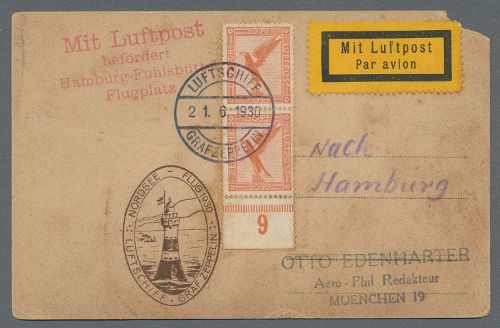 Mit Luftpost
befördert
Hamburg-Fuhlsbüttel
Flugplatz
LUFTSCHIFF
21.6 1930
GRAF ZEPPELIN
Mit Luftpost
Par avion
Nach
Hamburg
9
NORDSEE - FLUG 1930
LUFTSCHIFF GRAF ZEPPELIN
OTTO EDENHARTER
Aero-Phil Redakteur
MUENCHEN 19